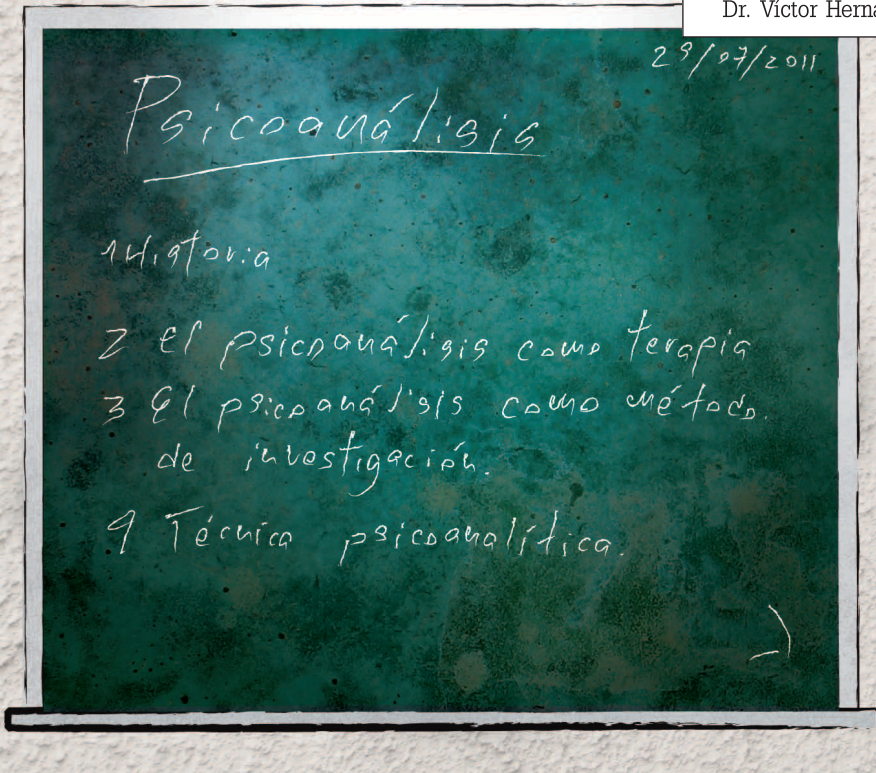 Dr. Víctor Herna
29/07/2011
Psicoanálisis
1 Historia
2 El psicoanálisis como terapia
3 El psicoanálisis como método
de investigación.
4 Técnica psicoanalítica.